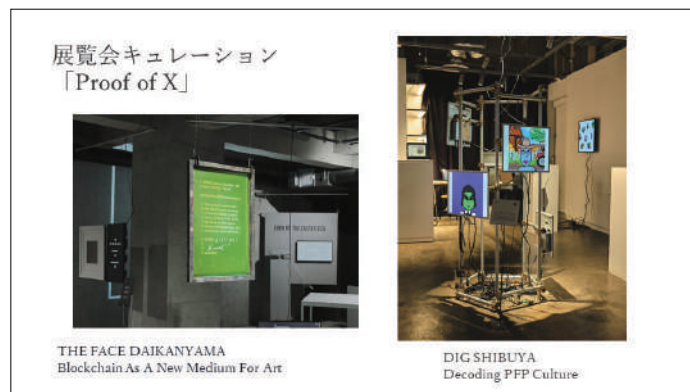 展覧会キュレーション
「Proof of X」
THE FACE DAIKANYAMA
Blockchain As A New Medium For Art
DIG SHIBUYA
Decoding PFP Culture